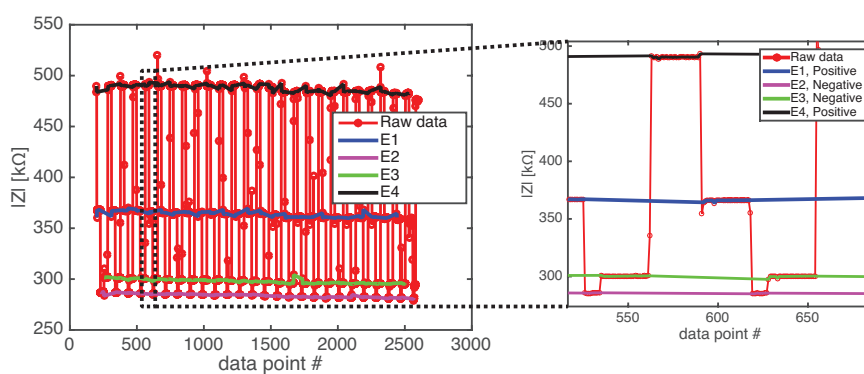 550
500
450
400
350
300
250
|Z| [kΩ]
0
500
1000
1500
2000
2500
3000
data point #
Raw data
E1
E2
E3
E4
500
400
350
300
|Z| [kΩ]
550
600
650
data point #
Raw data
E1, Positive
E2, Negative
E3, Negative
E4, Positive